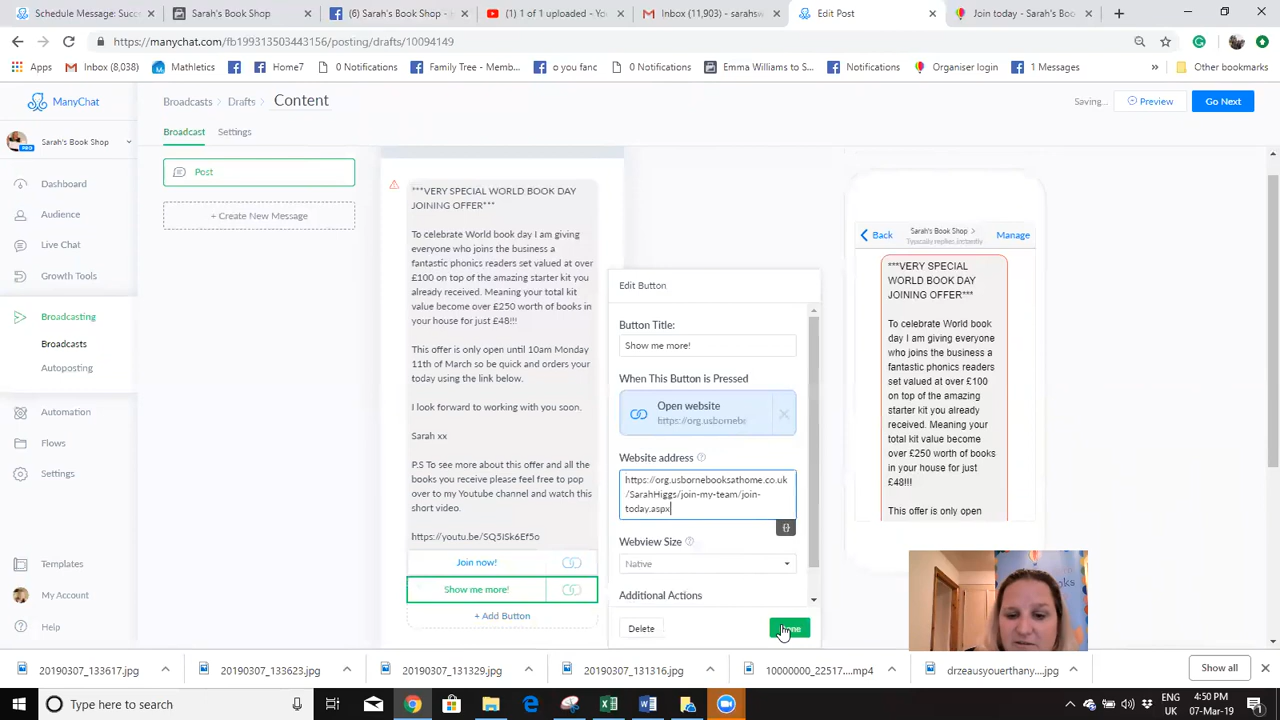 Schedule Message: Succ
Sarah's Book Shop
(6) Sarah's Book Shop -
(1) 1 of 1 uploaded - Yo
Inbox (11,903) - sarahsw
Edit Post
Join today - Sarah's Boo
https://manychat.com/fb199313503443156/posting/drafts/10094149
Apps
Inbox (8,038)
Mathletics
Home7
0 Notifications
Family Tree - Memb...
o you fanc
0 Notifications
Emma Williams to S...
Notifications
Organiser login
1 Messages
»
Other bookmarks
ManyChat
Broadcasts
Drafts
Content
Saving...
Preview
Go Next
Sarah's Book Shop
PRO
Broadcast
Settings
Dashboard
Audience
Live Chat
Growth Tools
Broadcasting
Broadcasts
Autoposting
Automation
Flows
Settings
Templates
My Account
Help
Post
+ Create New Message
***VERY SPECIAL WORLD BOOK DAY
JOINING OFFER***
To celebrate World book day I am giving
everyone who joins the business a
fantastic phonics readers set valued at over
£100 on top of the amazing starter kit you
already received. Meaning your total kit
value become over £250 worth of books in
your house for just £48!!!
This offer is only open until 10am Monday
11th of March so be quick and orders your
today using the link below.
I look forward to working with you soon.
Sarah xx
P.S To see more about this offer and all the
books you receive please feel free to pop
over to my Youtube channel and watch this
short video.
https://youtu.be/SQ5ISk6Ef5o
Join now!
Show me more!
+ Add Button
Edit Button
Button Title:
Show me more!
When This Button is Pressed
Open website
https://org.usbornebe
Website address
https://org.usbornebooksathome.co.uk
/SarahHiggs/join-my-team/join-
today.aspx
{}
Webview Size
Native
Additional Actions
Delete
Done
Back
Sarah's Book Shop
Typically replies instantly
Manage
***VERY SPECIAL
WORLD BOOK DAY
JOINING OFFER***
To celebrate World book
day I am giving everyone
who joins the business a
fantastic phonics readers
set valued at over £100
on top of the amazing
starter kit you already
received. Meaning your
total kit value become
over £250 worth of books
in your house for just
£48!!!
This offer is only open
20190307_133617.jpg
20190307_133623.jpg
20190307_131329.jpg
20190307_131316.jpg
10000000_22517....mp4
drzeausyouerthany....jpg
Show all
Type here to search
ENG
UK
4:50 PM
07-Mar-19